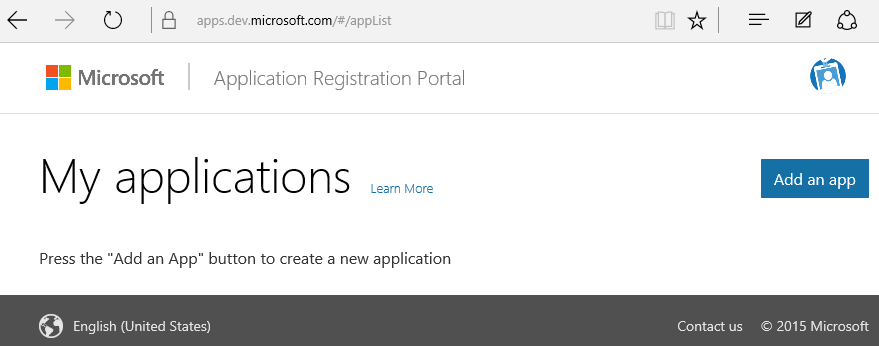 apps.dev.microsoft.com/#/appList
Microsoft Application Registration Portal
My applications Learn More Add an app
Press the "Add an App" button to create a new application
English (United States) Contact us © 2015 Microsoft